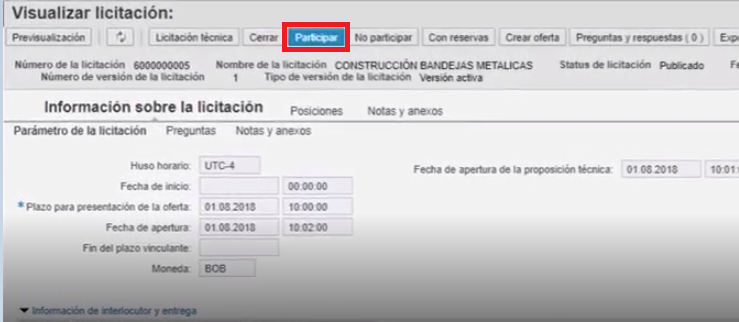 Visualizar licitación:
Previsualización Licitación técnica Cerrar Participar No participar Con reservas Crear oferta Preguntas y respuestas ( 0 )
Número de la licitación 6000000005 Nombre de la licitación CONSTRUCCIÓN BANDEJAS METALICAS Status de licitación Publicado
Número de versión de la licitación 1 Tipo de versión de la licitación Versión activa
Información sobre la licitación Posiciones Notas y anexos
Parámetro de la licitación Preguntas Notas y anexos
Huso horario: UTC-4 Fecha de apertura de la proposición técnica: 01.08.2018 10:01:
Fecha de inicio: 00:00:00
* Plazo para presentación de la oferta: 01.08.2018 10:00:00
Fecha de apertura: 01.08.2018 10:02:00
Fin del plazo vinculante:
Moneda: BOB
Información de interlocutor y entrega